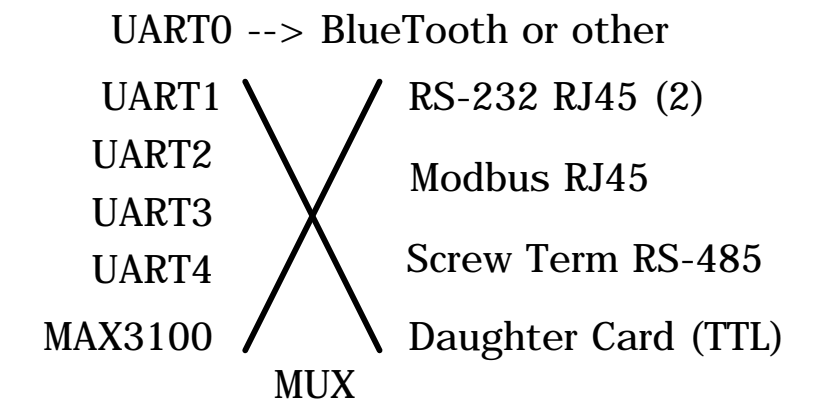 UART0 --> BlueTooth or other
UART1
RS-232 RJ45 (2)
UART2
Modbus RJ45
UART3
UART4
Screw Term RS-485
MAX3100
Daughter Card (TTL)
MUX